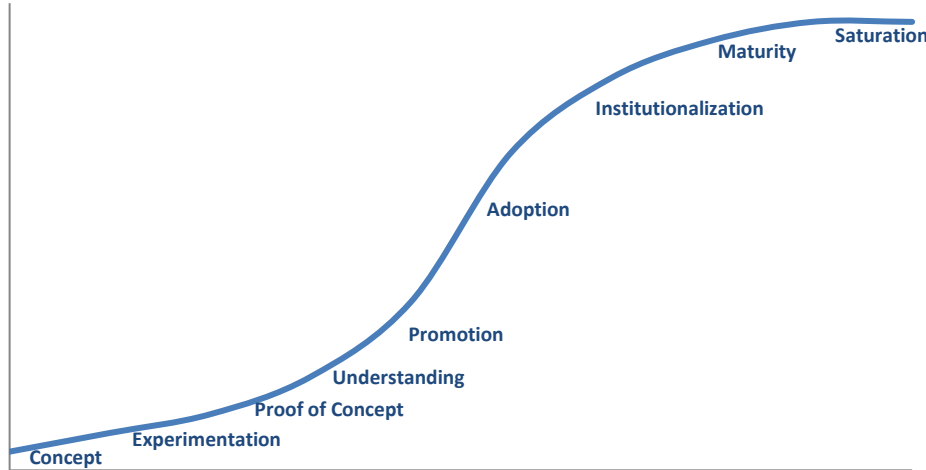 Saturation
Maturity
Institutionalization
Adoption
Promotion
Understanding
Proof of Concept
Experimentation
Concept